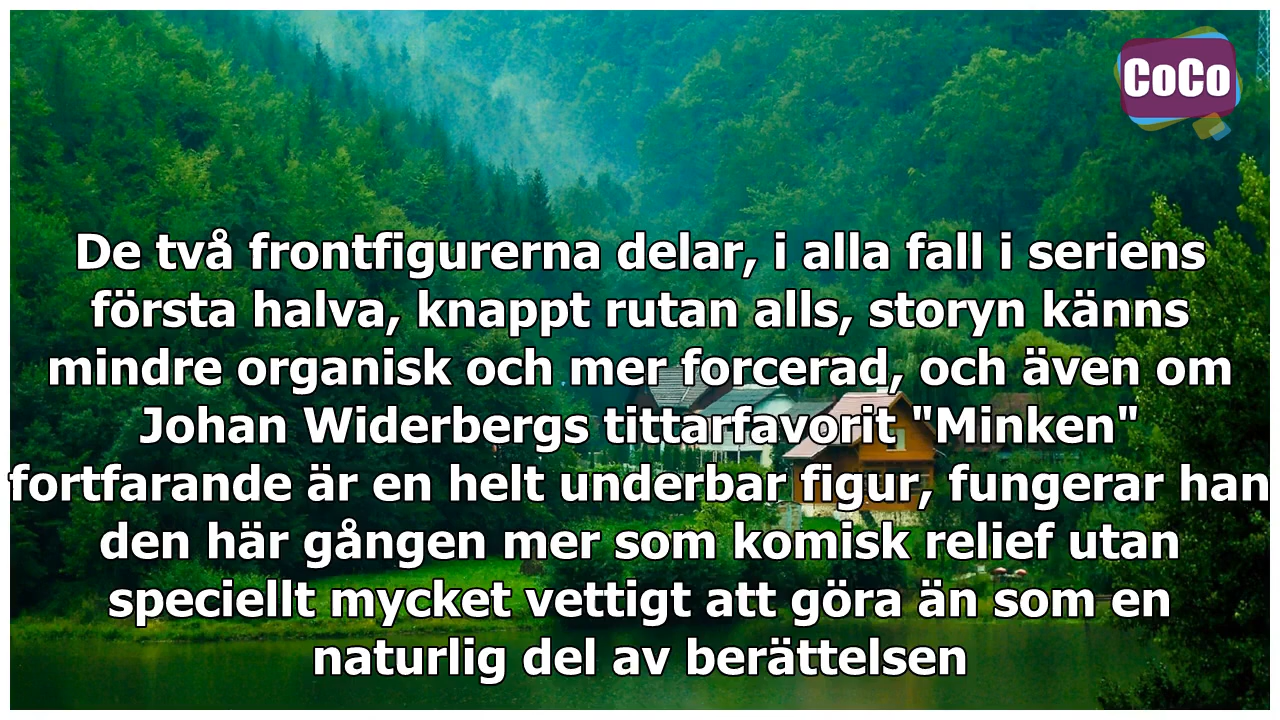 CoCo
De två frontfigurerna delar, i alla fall i seriens
första halva, knappt rutan alls, storyn känns
mindre organisk och mer forcerad, och även om
Johan Widerbergs tittarfavorit "Minken"
fortfarande är en helt underbar figur, fungerar han
den här gången mer som komisk relief utan
speciellt mycket vettigt att göra än som en
naturlig del av berättelsen